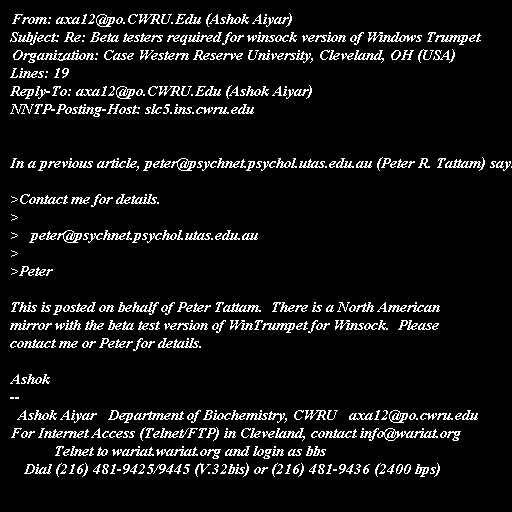 From: axa12@po.CWRU.Edu (Ashok Aiyar)
Subject: Re: Beta testers required for winsock version of Windows Trumpet
Organization: Case Western Reserve University, Cleveland, OH (USA)
Lines: 19
Reply-To: axa12@po.CWRU.Edu (Ashok Aiyar)
NNTP-Posting-Host: slc5.ins.cwru.edu
In a previous article, peter@psychnet.psychol.utas.edu.au (Peter R. Tattam) say
>Contact me for details.
>
>   peter@psychnet.psychol.utas.edu.au
>
>Peter
This is posted on behalf of Peter Tattam.  There is a North American
mirror with the beta test version of WinTrumpet for Winsock.  Please
contact me or Peter for details.
Ashok
--
Ashok Aiyar   Department of Biochemistry, CWRU   axa12@po.cwru.edu
For Internet Access (Telnet/FTP) in Cleveland, contact info@wariat.org
Telnet to wariat.wariat.org and login as bbs
Dial (216) 481-9425/9445 (V.32bis) or (216) 481-9436 (2400 bps)